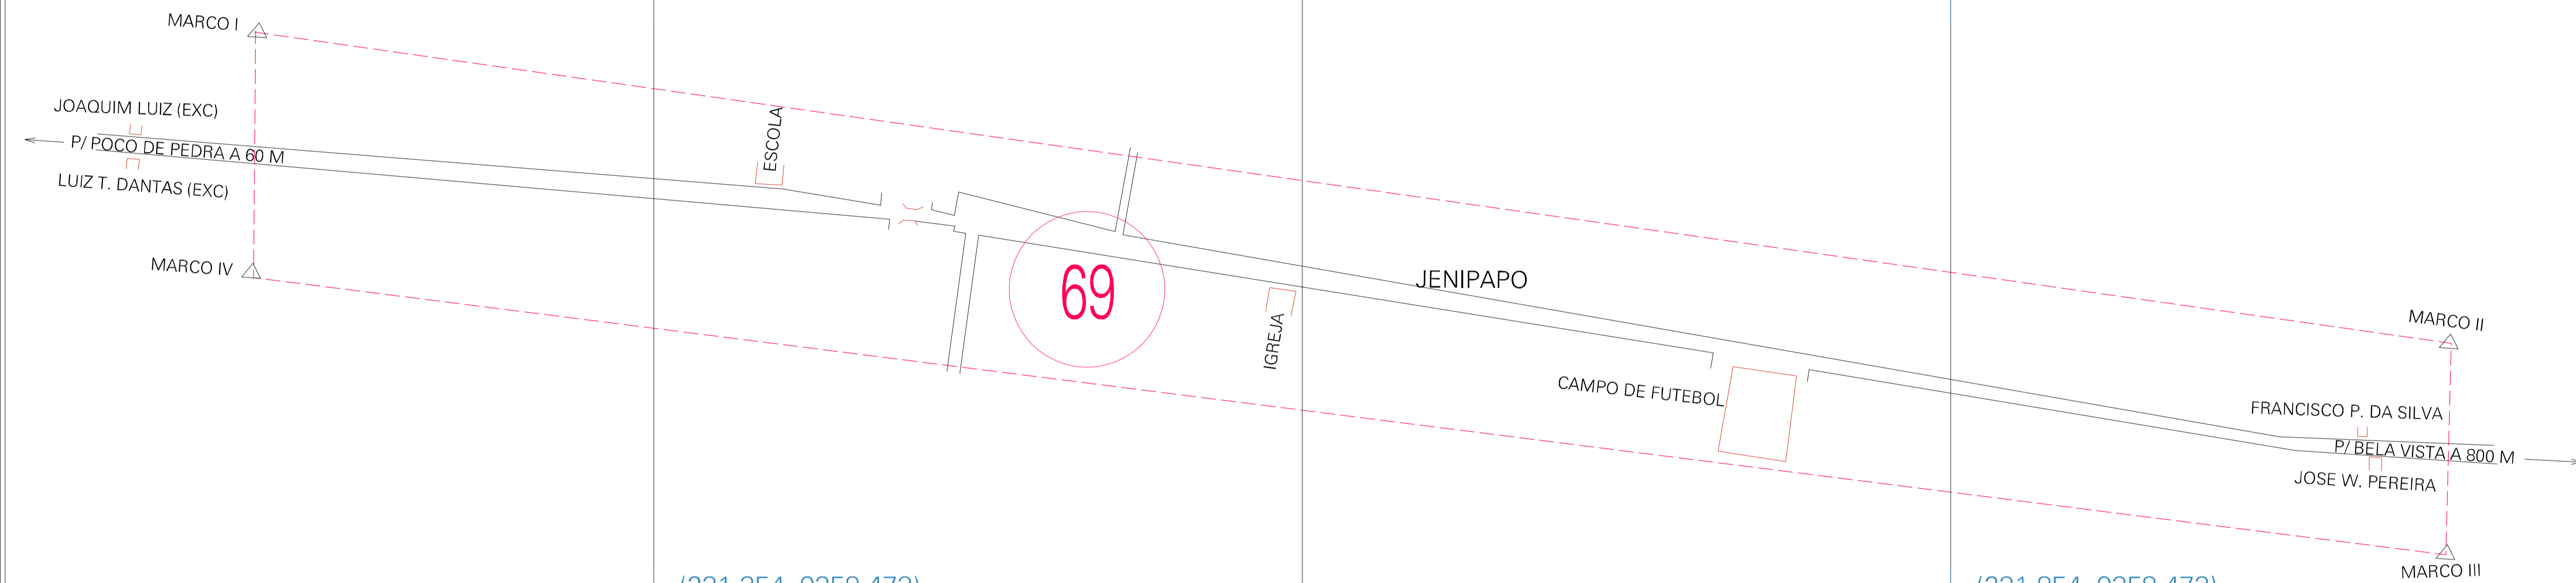 MARCO I
JOAQUIM LUIZ (EXC)
P/ POCO DE PEDRA A 60 M
LUIZ T. DANTAS (EXC)
MARCO IV
ESCOLA
69
IGREJA
JENIPAPO
CAMPO DE FUTEBOL
MARCO II
FRANCISCO P. DA SILVA
P/ BELA VISTA A 800 M
JOSE W. PEREIRA
MARCO III